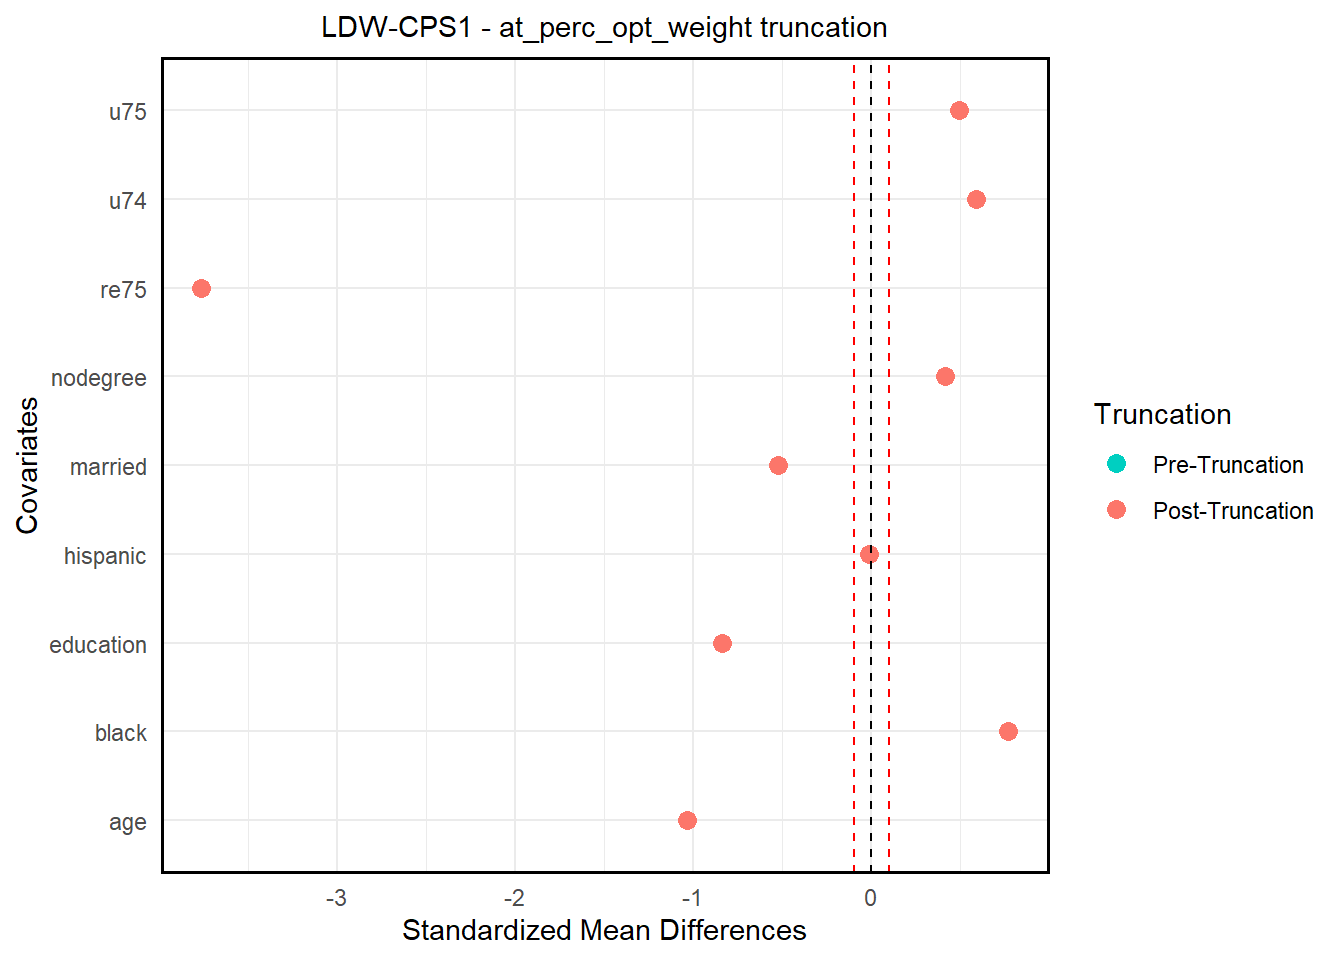 LDW-CPS1 - at_perc_opt_weight truncation
u75
u74
re75
nodegree
married
hispanic
education
black
age
Covariates
-3
-2
-1
0
Standardized Mean Differences
Truncation
Pre-Truncation
Post-Truncation